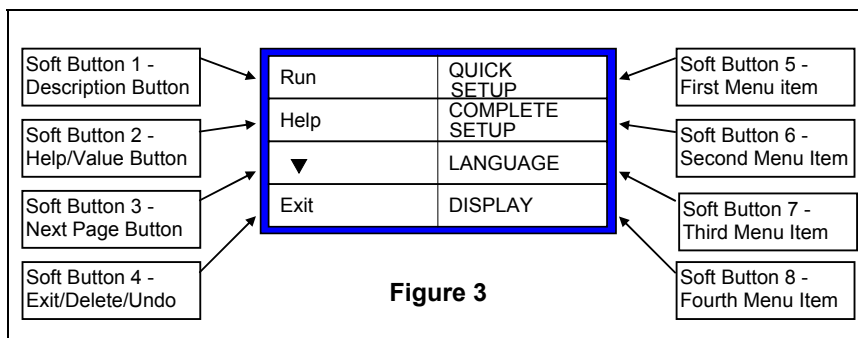 Soft Button 1 -
Description Button
Soft Button 2 -
Help/Value Button
Soft Button 3 -
Next Page Button
Soft Button 4 -
Exit/Delete/Undo
Run
QUICK
SETUP
Help
COMPLETE
SETUP
▼
LANGUAGE
Exit
DISPLAY
Soft Button 5 -
First Menu item
Soft Button 6 -
Second Menu Item
Soft Button 7 -
Third Menu Item
Soft Button 8 -
Fourth Menu Item
Figure 3